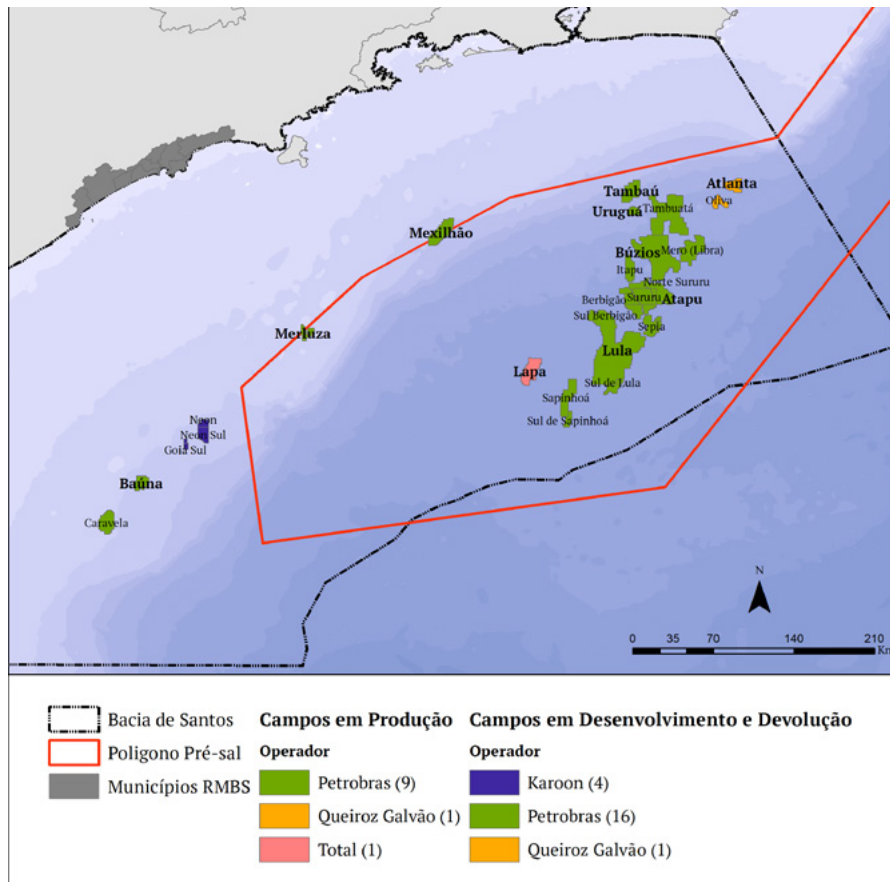 Tambaú
Atlanta
Oliva
Uruguá
Tambuatá
Mexilhão
Búzios
Mero (Libra)
Itapu
Norte Sururu
Berbigão
Sururu
Atapu
Sul Berbigão
Sepia
Merluza
Lula
Lapa
Sul de Lula
Sapinhoá
Sul de Sapinhoá
Neon
Neon Sul
Goiá Sul
Baúna
Caravela
N
0 35 70 140 210
Km
Bacia de Santos
Poligono Pré-sal
Municípios RMBS
Campos em Produção
Operador
Petrobras (9)
Queiroz Galvão (1)
Total (1)
Campos em Desenvolvimento e Devolução
Operador
Karoon (4)
Petrobras (16)
Queiroz Galvão (1)